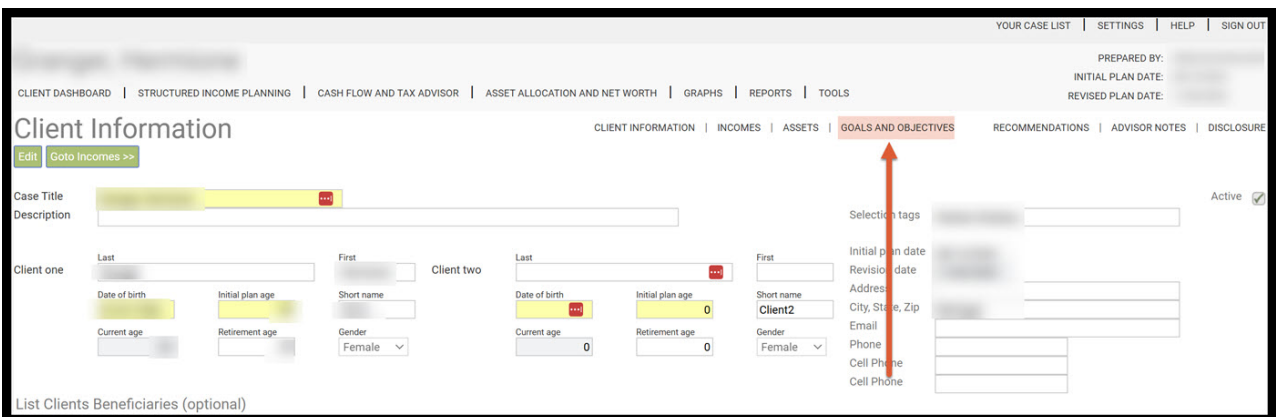 YOUR CASE LIST | SETTINGS | HELP | SIGN OUT
PREPARED BY:
INITIAL PLAN DATE:
REVISED PLAN DATE:
CLIENT DASHBOARD | STRUCTURED INCOME PLANNING | CASH FLOW AND TAX ADVISOR | ASSET ALLOCATION AND NET WORTH | GRAPHS | REPORTS | TOOLS
Client Information
CLIENT INFORMATION | INCOMES | ASSETS | GOALS AND OBJECTIVES RECOMMENDATIONS | ADVISOR NOTES | DISCLOSURE
Edit Goto Incomes >>
Case Title Active
Description Selection tags
Initial plan date
Last First Last First
Client one Client two Revision date
Address
Date of birth Initial plan age Short name Date of birth Initial plan age Short name
0 Client2 City, State, Zip
Email
Current age Retirement age Gender Current age Retirement age Gender
Female 0 0 Female Phone
Cell Phone
Cell Phone
List Clients Beneficiaries (optional)